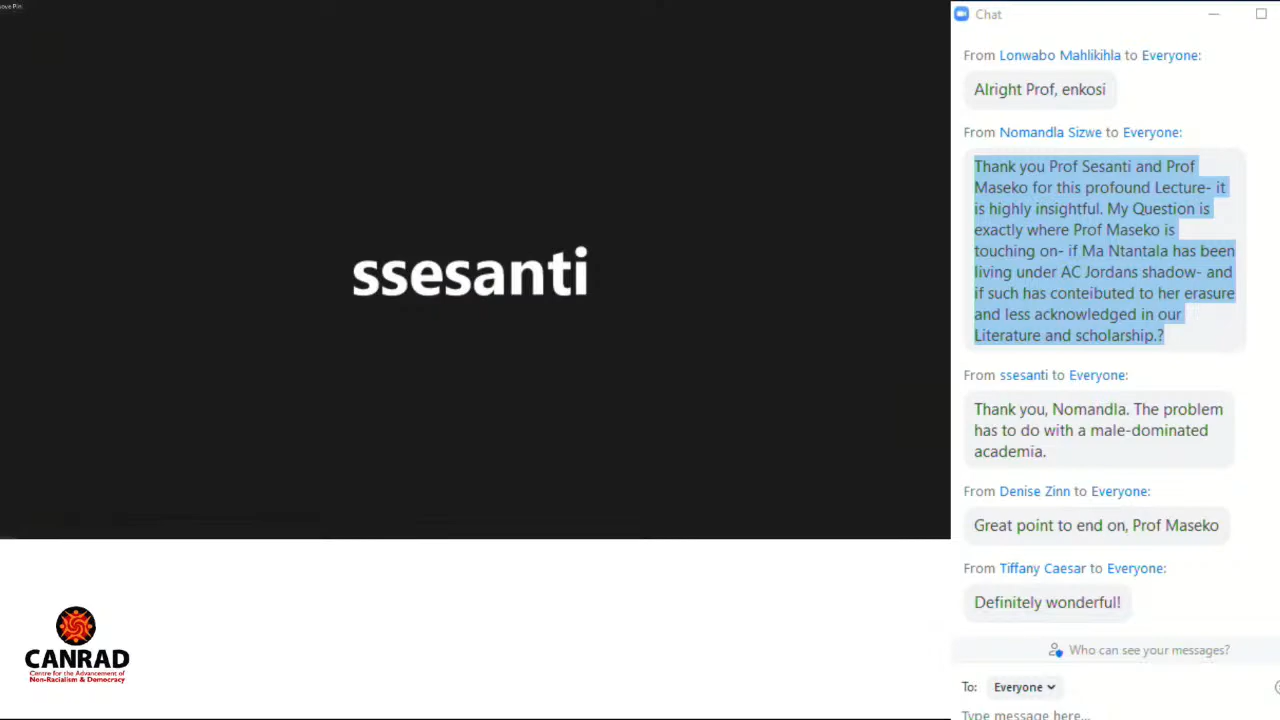 ove Pin
ssesanti
CANRAD
Centre for the Advancement of
Non-Racialism & Democracy
Chat
From Lonwabo Mahlikihla to Everyone:
Alright Prof, enkosi
From Nomandla Sizwe to Everyone:
Thank you Prof Sesanti and Prof
Maseko for this profound Lecture- it
is highly insightful. My Question is
exactly where Prof Maseko is
touching on- if Ma Ntantala has been
living under AC Jordans shadow- and
if such has conteibuted to her erasure
and less acknowledged in our
Literature and scholarship.?
From ssesanti to Everyone:
Thank you, Nomandla. The problem
has to do with a male-dominated
academia.
From Denise Zinn to Everyone:
Great point to end on, Prof Maseko
From Tiffany Caesar to Everyone:
Definitely wonderful!
Who can see your messages?
To: Everyone
Type message here...